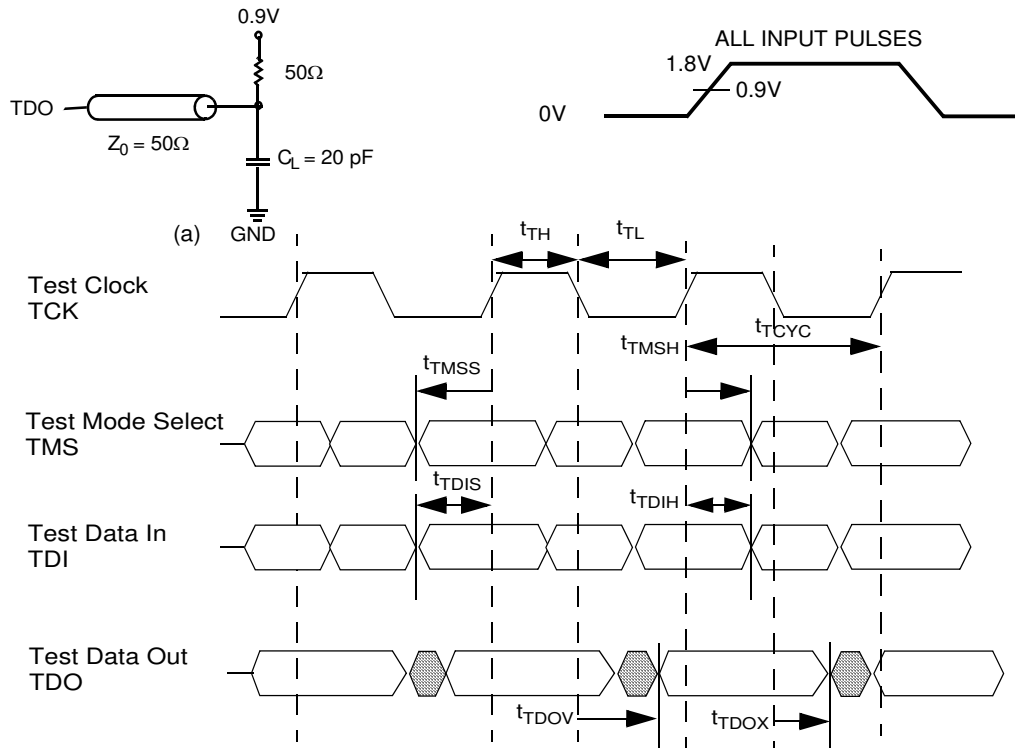 0.9V
50Ω
TDO
Z0 = 50Ω
CL = 20 pF
(a)
GND
ALL INPUT PULSES
1.8V
0.9V
0V
tTH
tTL
Test Clock
TCK
tTCYC
tTMSH
tTMSS
Test Mode Select
TMS
tTDIS
tTDIH
Test Data In
TDI
Test Data Out
TDO
tTDOV
tTDOX